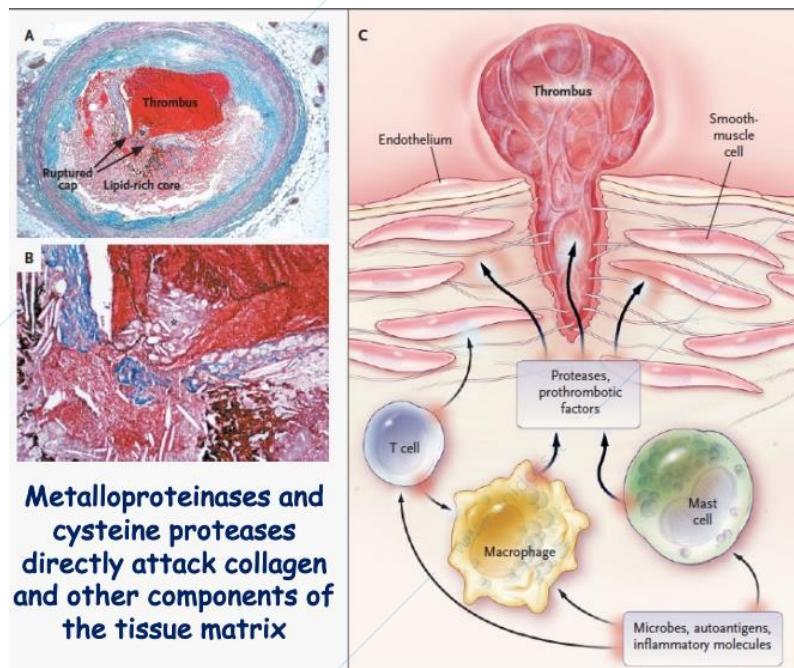 A
Thrombus
Ruptured
cap
Lipid-rich core
B
*
Metalloproteinases and
cysteine proteases
directly attack collagen
and other components of
the tissue matrix
C
Thrombus
Endothelium
Smooth-
muscle
cell
Proteases,
prothrombotic
factors
T cell
Macrophage
Mast
cell
Microbes, autoantigens,
inflammatory molecules